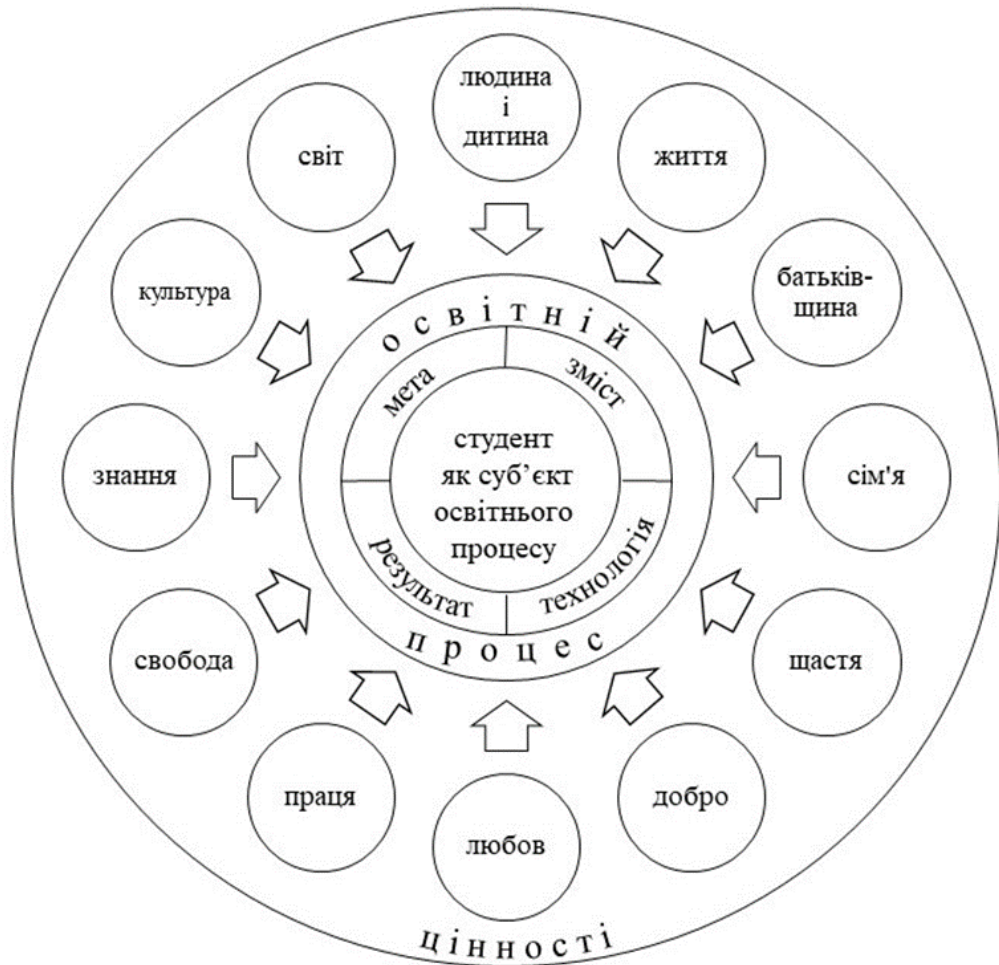 людина
і
дитина
світ
життя
культура
батьків-
щина
освітній
мета
зміст
студент
як суб’єкт
освітнього
процесу
знання
сім'я
результат
технологія
процес
свобода
щастя
праця
добро
любов
цінності